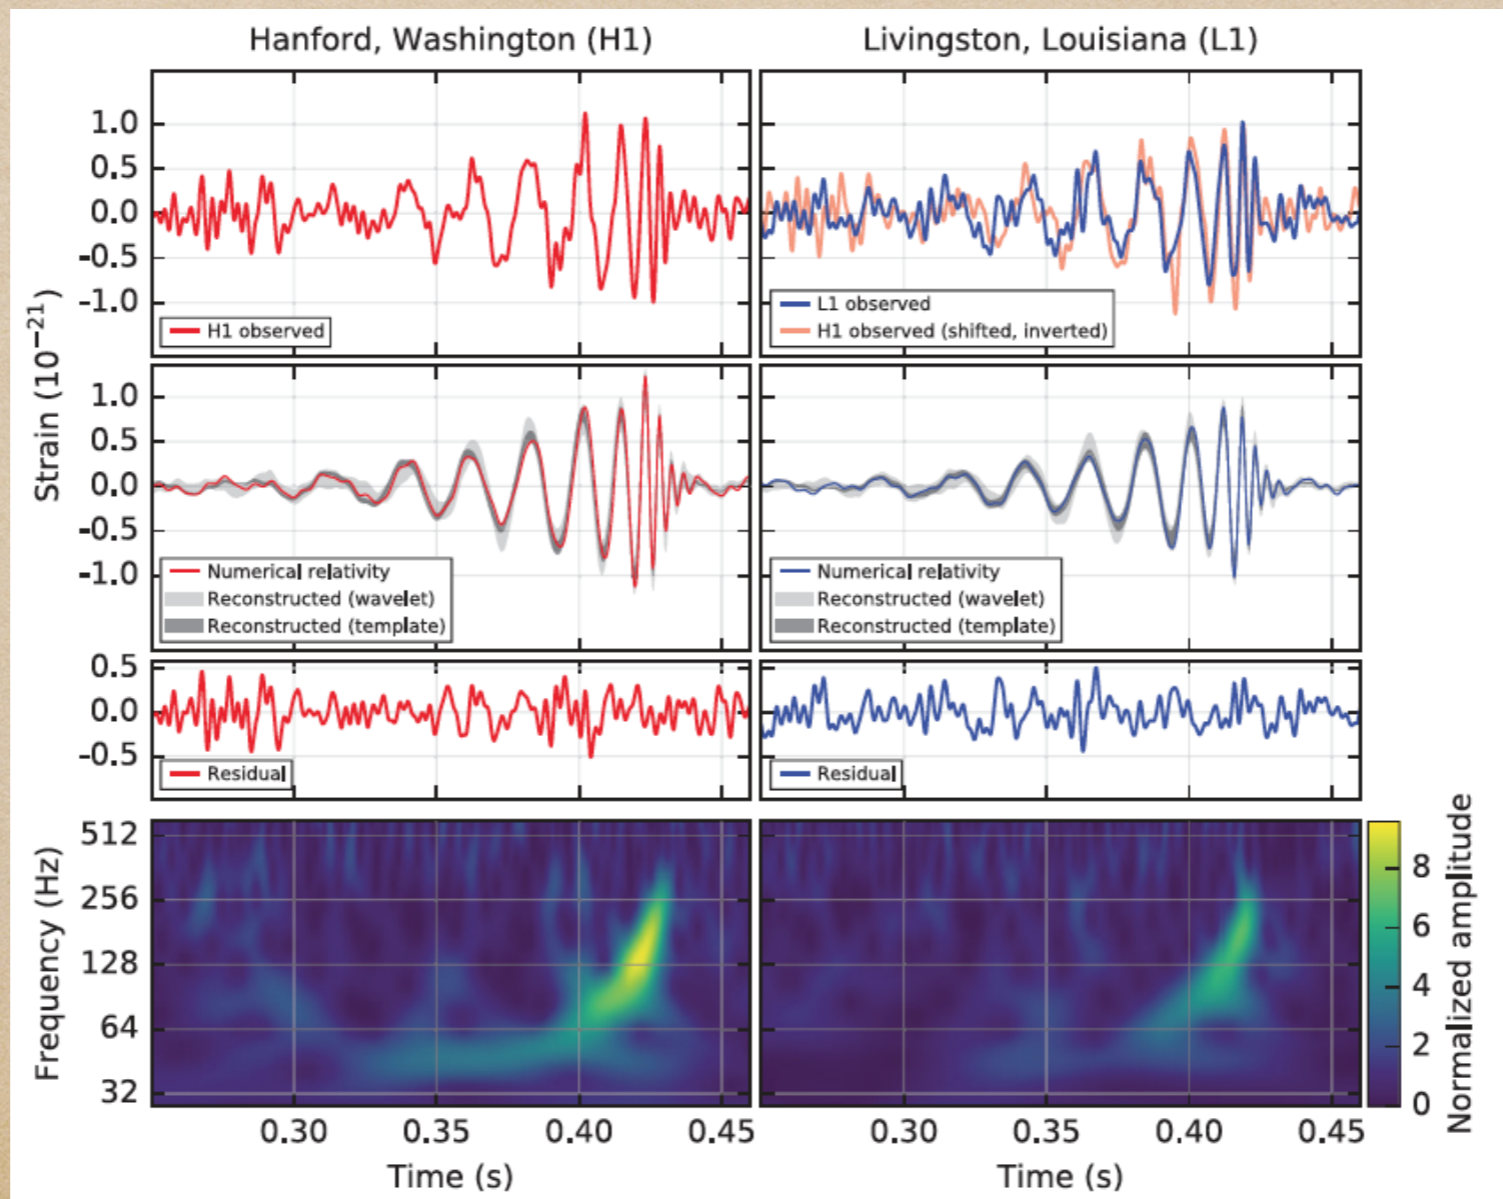 Hanford, Washington (H1)
Livingston, Louisiana (L1)
Strain (10⁻²¹)
1.0
0.5
0.0
-0.5
-1.0
H1 observed
L1 observed
H1 observed (shifted, inverted)
1.0
0.5
0.0
-0.5
-1.0
Numerical relativity
Reconstructed (wavelet)
Reconstructed (template)
Numerical relativity
Reconstructed (wavelet)
Reconstructed (template)
0.5
0.0
-0.5
Residual
Residual
Frequency (Hz)
512
256
128
64
32
Normalized amplitude
8
6
4
2
0
0.30 0.35 0.40 0.45
0.30 0.35 0.40 0.45
Time (s)
Time (s)